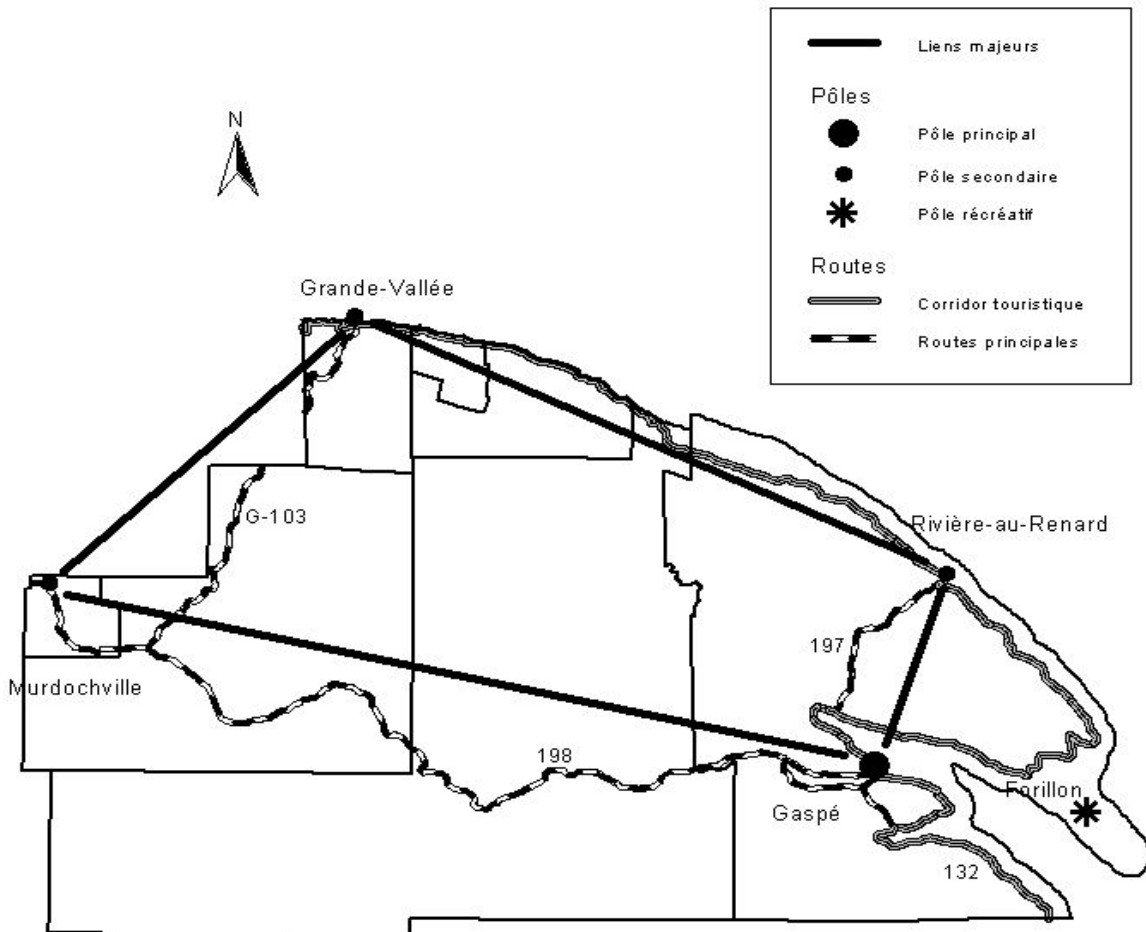 Liens majeurs
Pôles
Pôle principal
Pôle secondaire
Pôle récréatif
Routes
Corridor touristique
Routes principales
N
Grande-Vallée
G-103
Rivière-au-Renard
197
Murdochville
198
Forillon
Gaspé
132